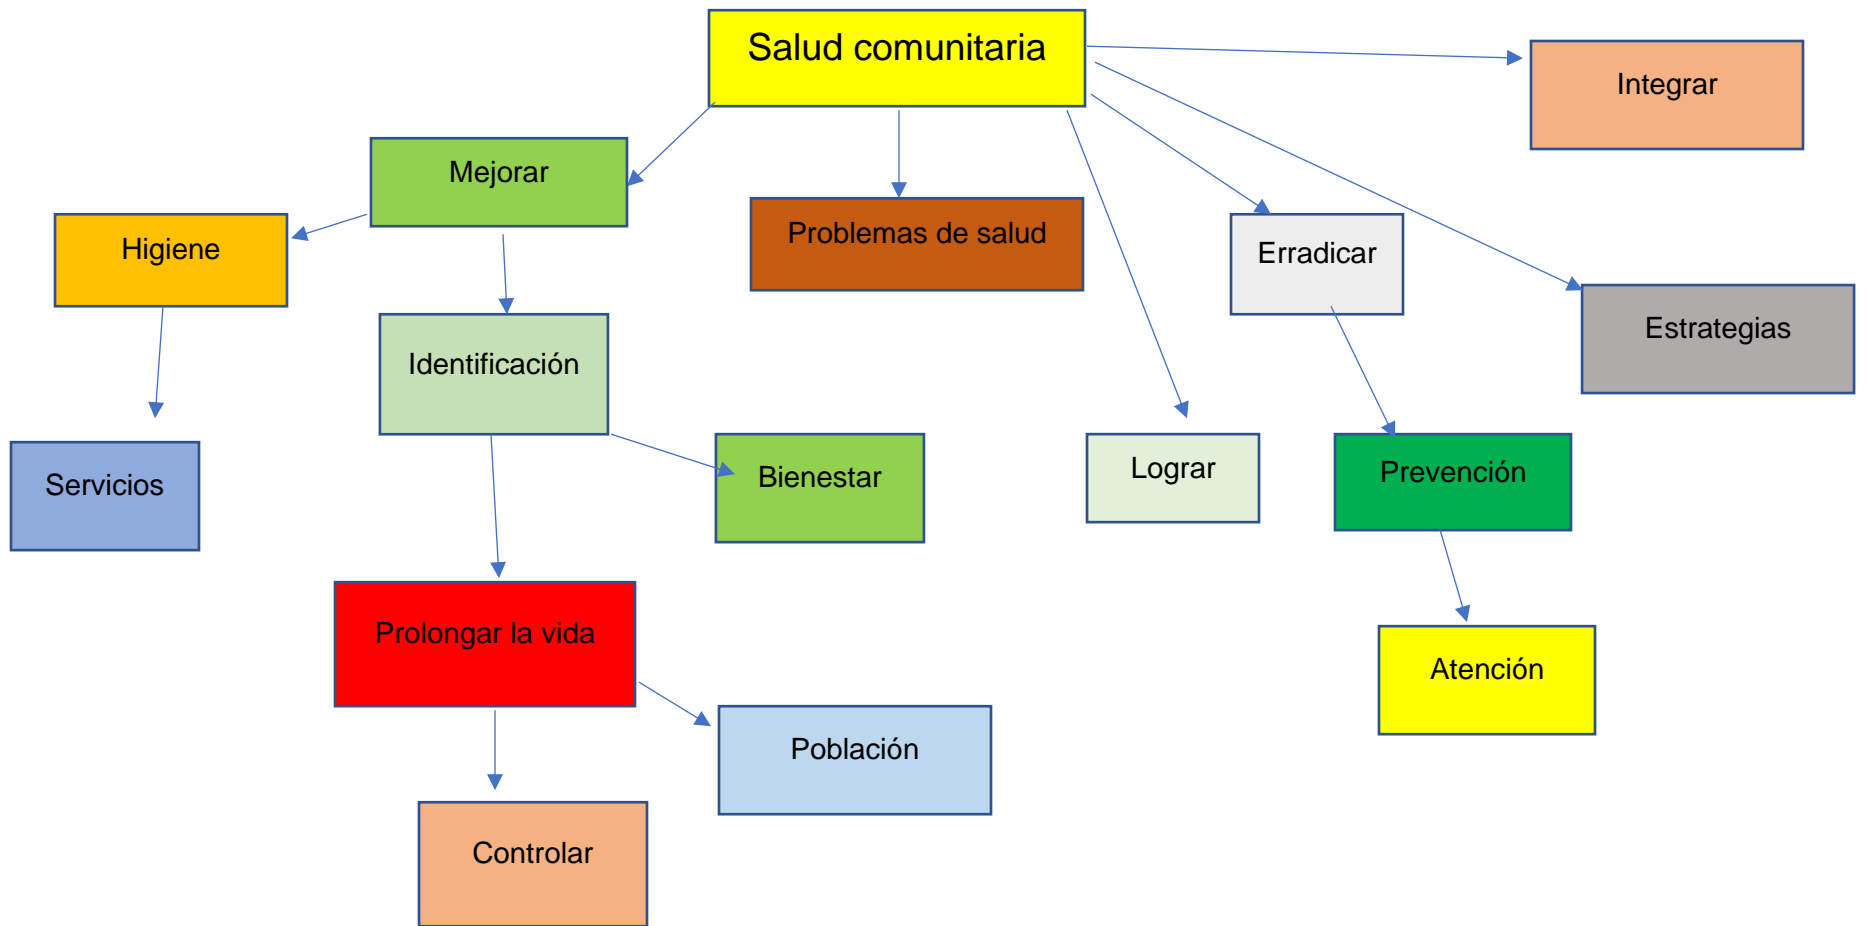 Salud comunitaria
Integrar
Mejorar
Problemas de salud
Higiene
Erradicar
Estrategias
Identificación
Servicios
Bienestar
Lograr
Prevención
Prolongar la vida
Atención
Población
Controlar